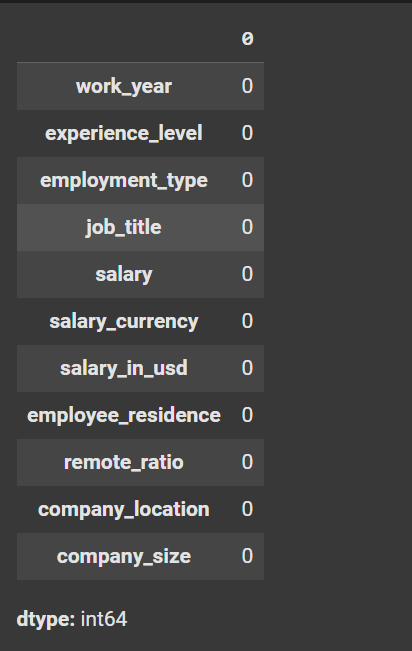 0
work_year 0
experience_level 0
employment_type 0
job_title 0
salary 0
salary_currency 0
salary_in_usd 0
employee_residence 0
remote_ratio 0
company_location 0
company_size 0
dtype: int64